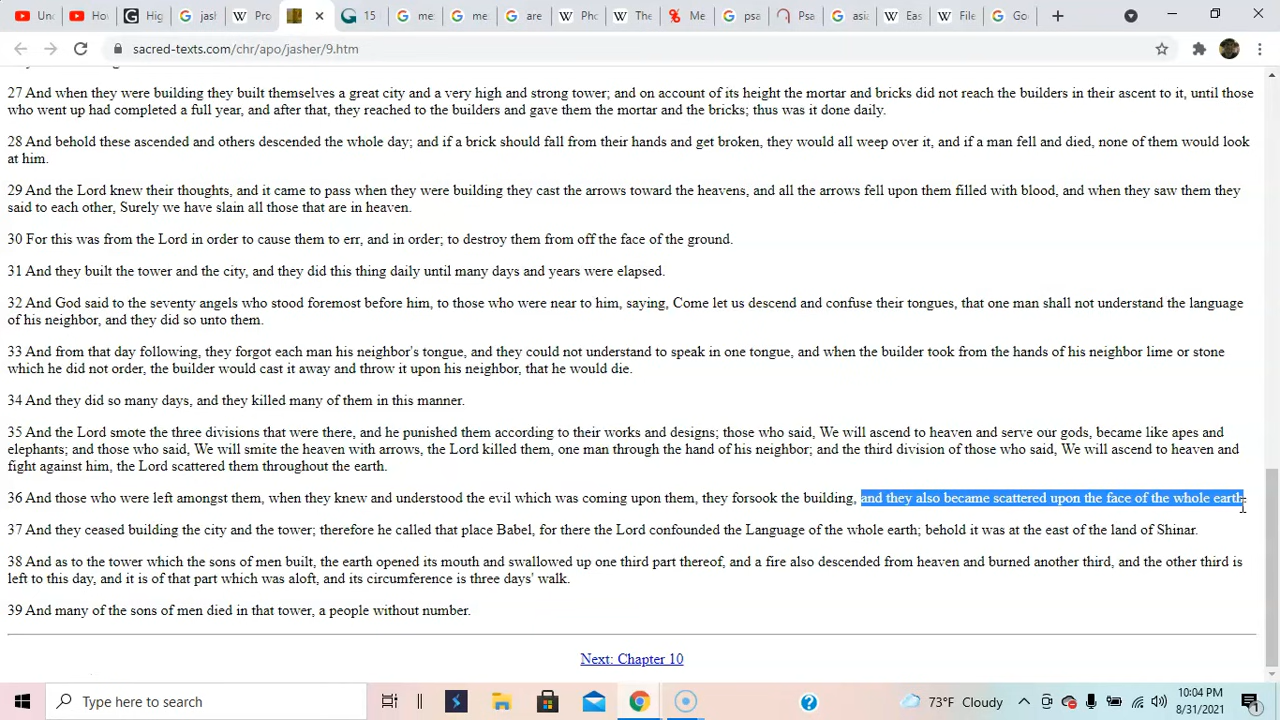 Un
Ho
Hig
jash
Pro
15
me
me
are
Pho
The
Me
psa
Psa
asia
Eas
File
Go
sacred-texts.com/chr/apo/jasher/9.htm
27 And when they were building they built themselves a great city and a very high and strong tower; and on account of its height the mortar and bricks did not reach the builders in their ascent to it, until those
who went up had completed a full year, and after that, they reached to the builders and gave them the mortar and the bricks; thus was it done daily.
28 And behold these ascended and others descended the whole day; and if a brick should fall from their hands and get broken, they would all weep over it, and if a man fell and died, none of them would look
at him.
29 And the Lord knew their thoughts, and it came to pass when they were building they cast the arrows toward the heavens, and all the arrows fell upon them filled with blood, and when they saw them they
said to each other, Surely we have slain all those that are in heaven.
30 For this was from the Lord in order to cause them to err, and in order; to destroy them from off the face of the ground.
31 And they built the tower and the city, and they did this thing daily until many days and years were elapsed.
32 And God said to the seventy angels who stood foremost before him, to those who were near to him, saying, Come let us descend and confuse their tongues, that one man shall not understand the language
of his neighbor, and they did so unto them.
33 And from that day following, they forgot each man his neighbor's tongue, and they could not understand to speak in one tongue, and when the builder took from the hands of his neighbor lime or stone
which he did not order, the builder would cast it away and throw it upon his neighbor, that he would die.
34 And they did so many days, and they killed many of them in this manner.
35 And the Lord smote the three divisions that were there, and he punished them according to their works and designs; those who said, We will ascend to heaven and serve our gods, became like apes and
elephants; and those who said, We will smite the heaven with arrows, the Lord killed them, one man through the hand of his neighbor; and the third division of those who said, We will ascend to heaven and
fight against him, the Lord scattered them throughout the earth.
36 And those who were left amongst them, when they knew and understood the evil which was coming upon them, they forsook the building, and they also became scattered upon the face of the whole earth.
37 And they ceased building the city and the tower; therefore he called that place Babel, for there the Lord confounded the Language of the whole earth; behold it was at the east of the land of Shinar.
38 And as to the tower which the sons of men built, the earth opened its mouth and swallowed up one third part thereof, and a fire also descended from heaven and burned another third, and the other third is
left to this day, and it is of that part which was aloft, and its circumference is three days' walk.
39 And many of the sons of men died in that tower, a people without number.
Next: Chapter 10
Type here to search
73°F Cloudy
10:04 PM
8/31/2021